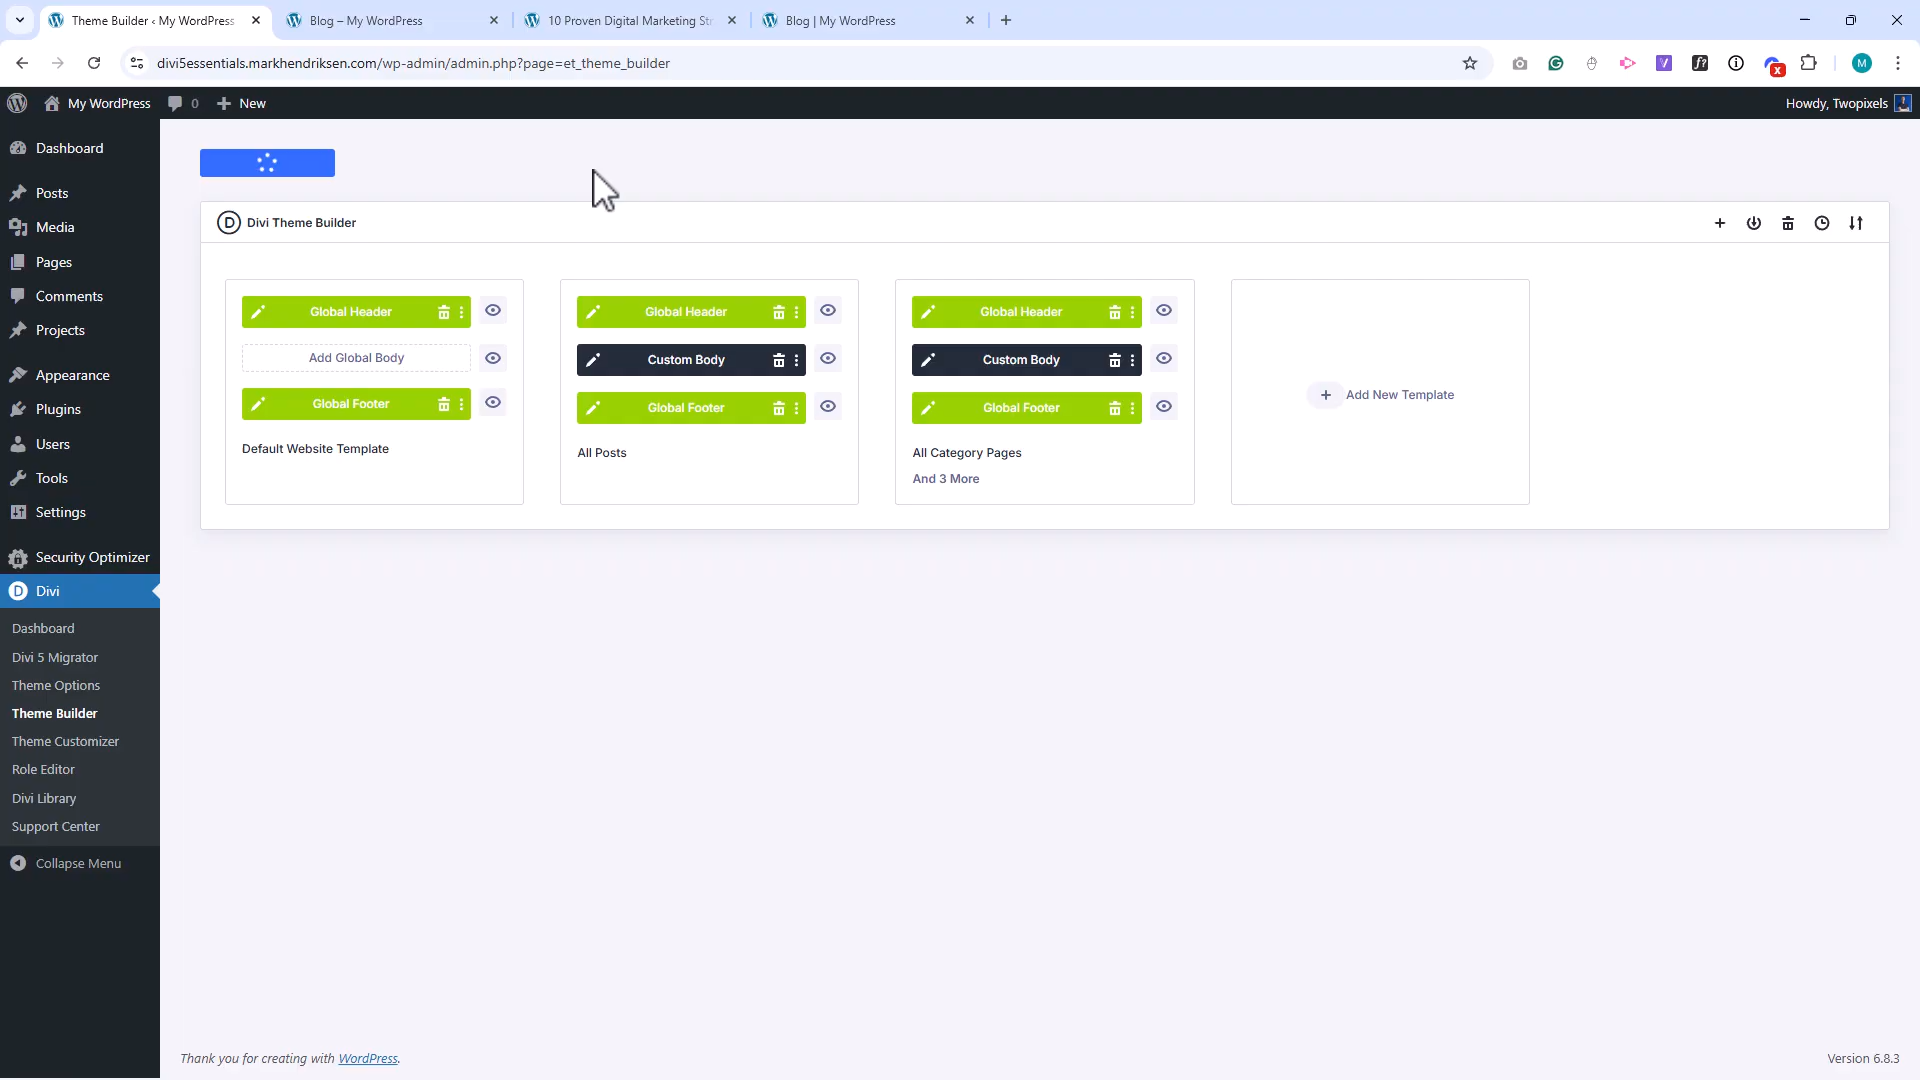 Theme Builder ‹ My WordPress
Blog – My WordPress
10 Proven Digital Marketing Str
Blog | My WordPress
divi5essentials.markhendriksen.com/wp-admin/admin.php?page=et_theme_builder
M
My WordPress
0
New
Howdy, Twopixels
Dashboard
Posts
Media
Pages
Comments
Projects
Appearance
Plugins
Users
Tools
Settings
Security Optimizer
D Divi
Dashboard
Divi 5 Migrator
Theme Options
Theme Builder
Theme Customizer
Role Editor
Divi Library
Support Center
Collapse Menu
D Divi Theme Builder
Global Header
Add Global Body
Global Footer
Default Website Template
Global Header
Custom Body
Global Footer
All Posts
Global Header
Custom Body
Global Footer
All Category Pages
And 3 More
Add New Template
Thank you for creating with WordPress.
Version 6.8.3